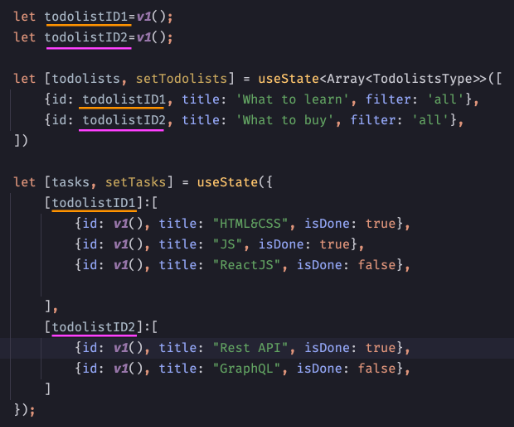 let todolistID1=v1();
let todolistID2=v1();
let [todolists, setTodolists] = useState<Array<TodolistsType>>([
    {id: todolistID1, title: 'What to learn', filter: 'all'},
    {id: todolistID2, title: 'What to buy', filter: 'all'},
])
let [tasks, setTasks] = useState({
    [todolistID1]:[
        {id: v1(), title: "HTML&CSS", isDone: true},
        {id: v1(), title: "JS", isDone: true},
        {id: v1(), title: "ReactJS", isDone: false},
    ],
    [todolistID2]:[
        {id: v1(), title: "Rest API", isDone: true},
        {id: v1(), title: "GraphQL", isDone: false},
    ]
});